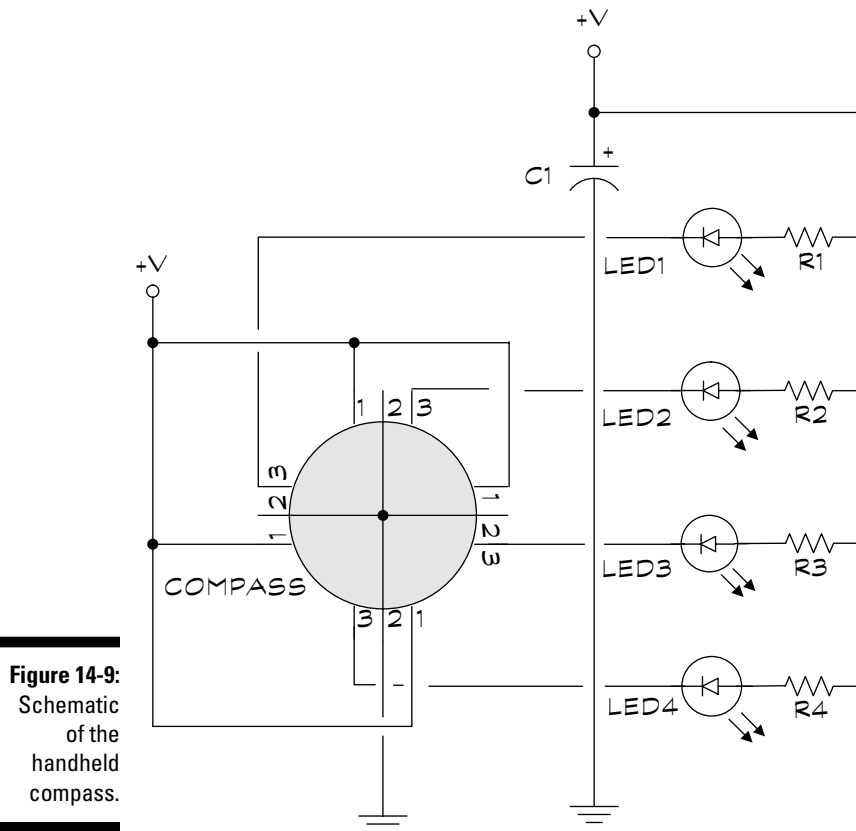 +V
+
C1
LED1
R1
+V
1 2 3
LED2
R2
3
2
1
1
2
3
LED3
R3
COMPASS
3 2 1
LED4
R4
Figure 14-9:
Schematic
of the
handheld
compass.